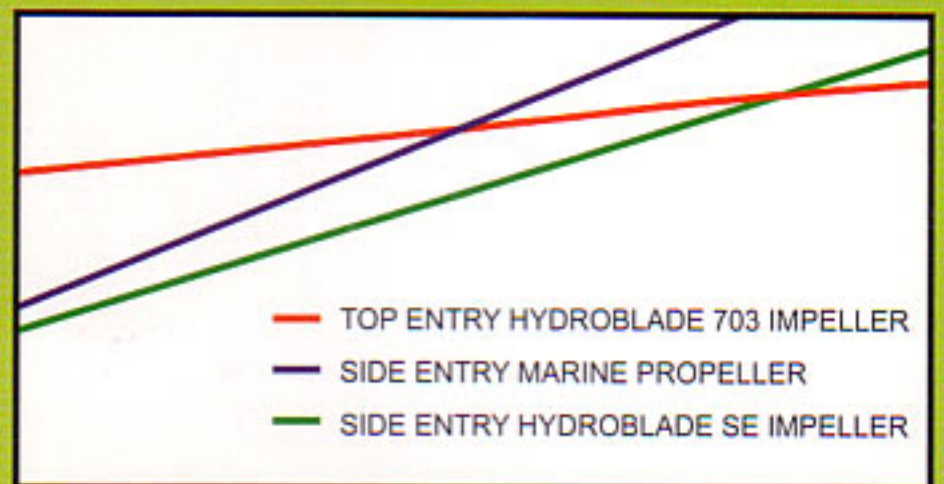 TOP ENTRY HYDROBLADE 703 IMPELLER
SIDE ENTRY MARINE PROPELLER
SIDE ENTRY HYDROBLADE SE IMPELLER